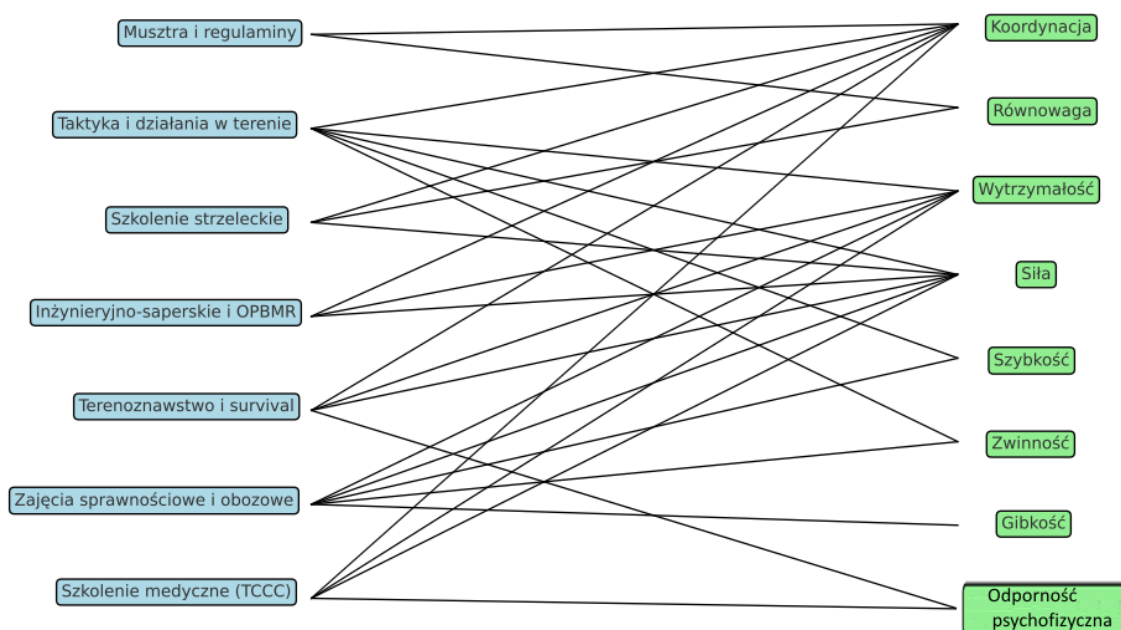 Musztra i regulaminy
Taktyka i działania w terenie
Szkolenie strzeleckie
Inżynieryjno-saperskie i OPBMR
Terenoznawstwo i survival
Zajęcia sprawnościowe i obozowe
Szkolenie medyczne (TCCC)
Koordynacja
Równowaga
Wytrzymałość
Siła
Szybkość
Zwinność
Gibkość
Odporność
psychofizyczna